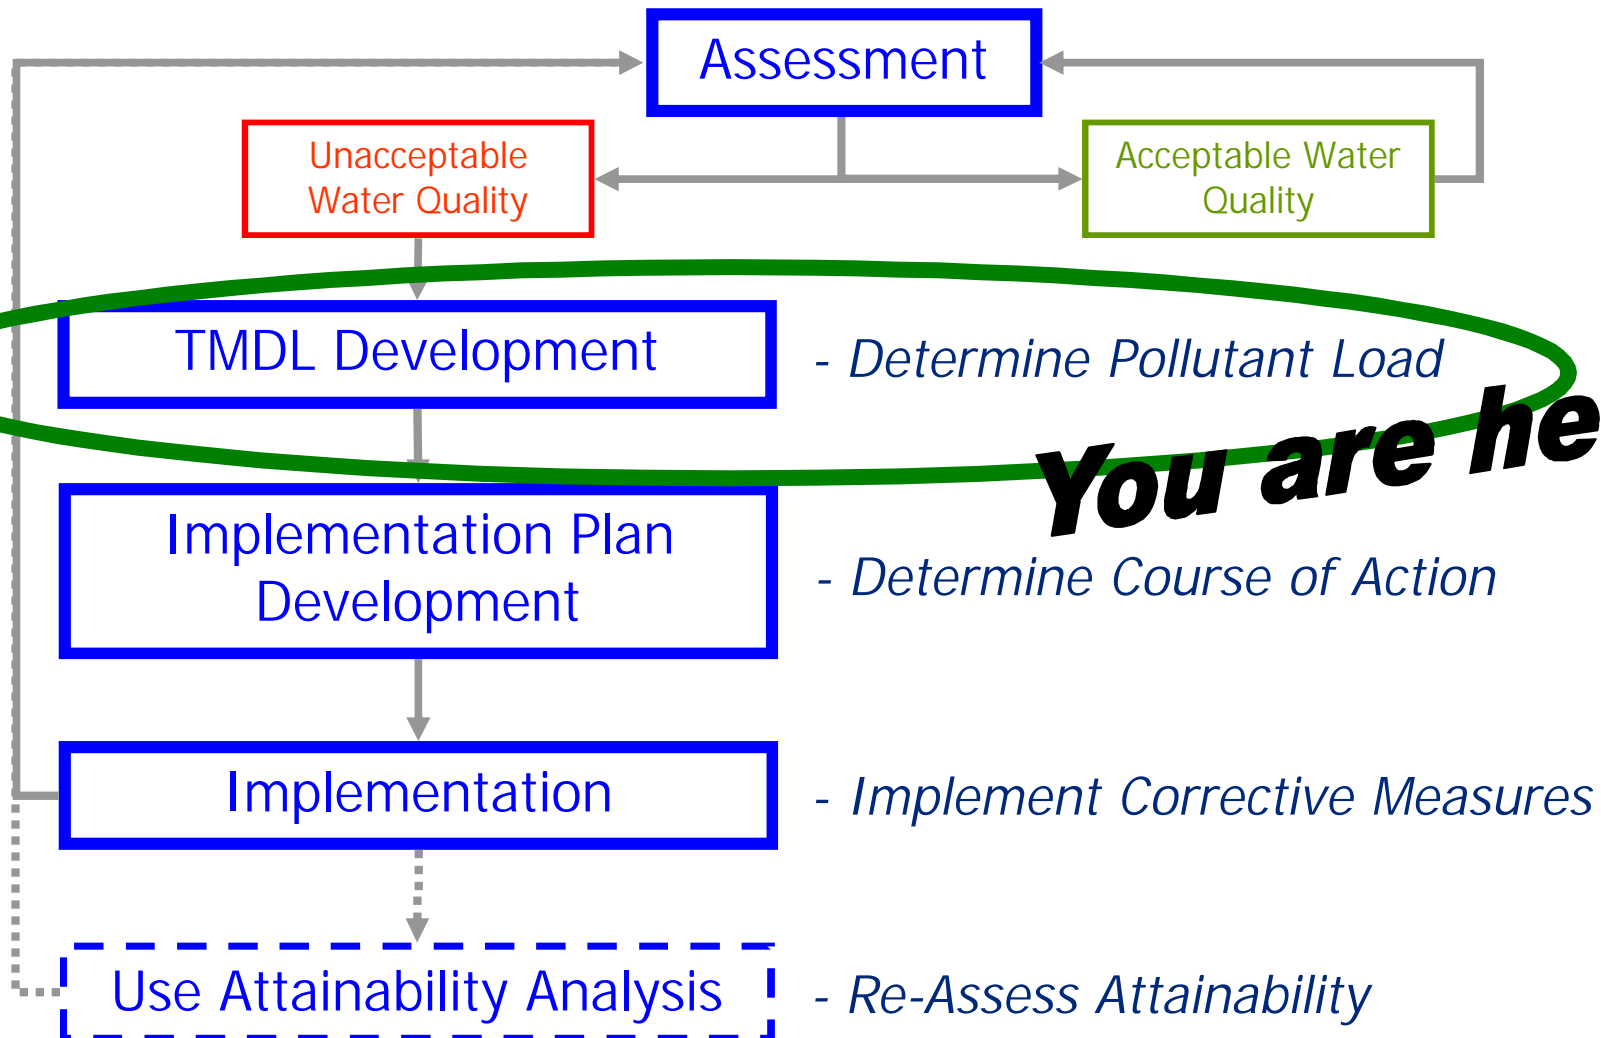 Assessment
Unacceptable
Water Quality
Acceptable Water
Quality
TMDL Development
- Determine Pollutant Load
You are he
Implementation Plan
Development
- Determine Course of Action
Implementation
- Implement Corrective Measures
Use Attainability Analysis
- Re-Assess Attainability